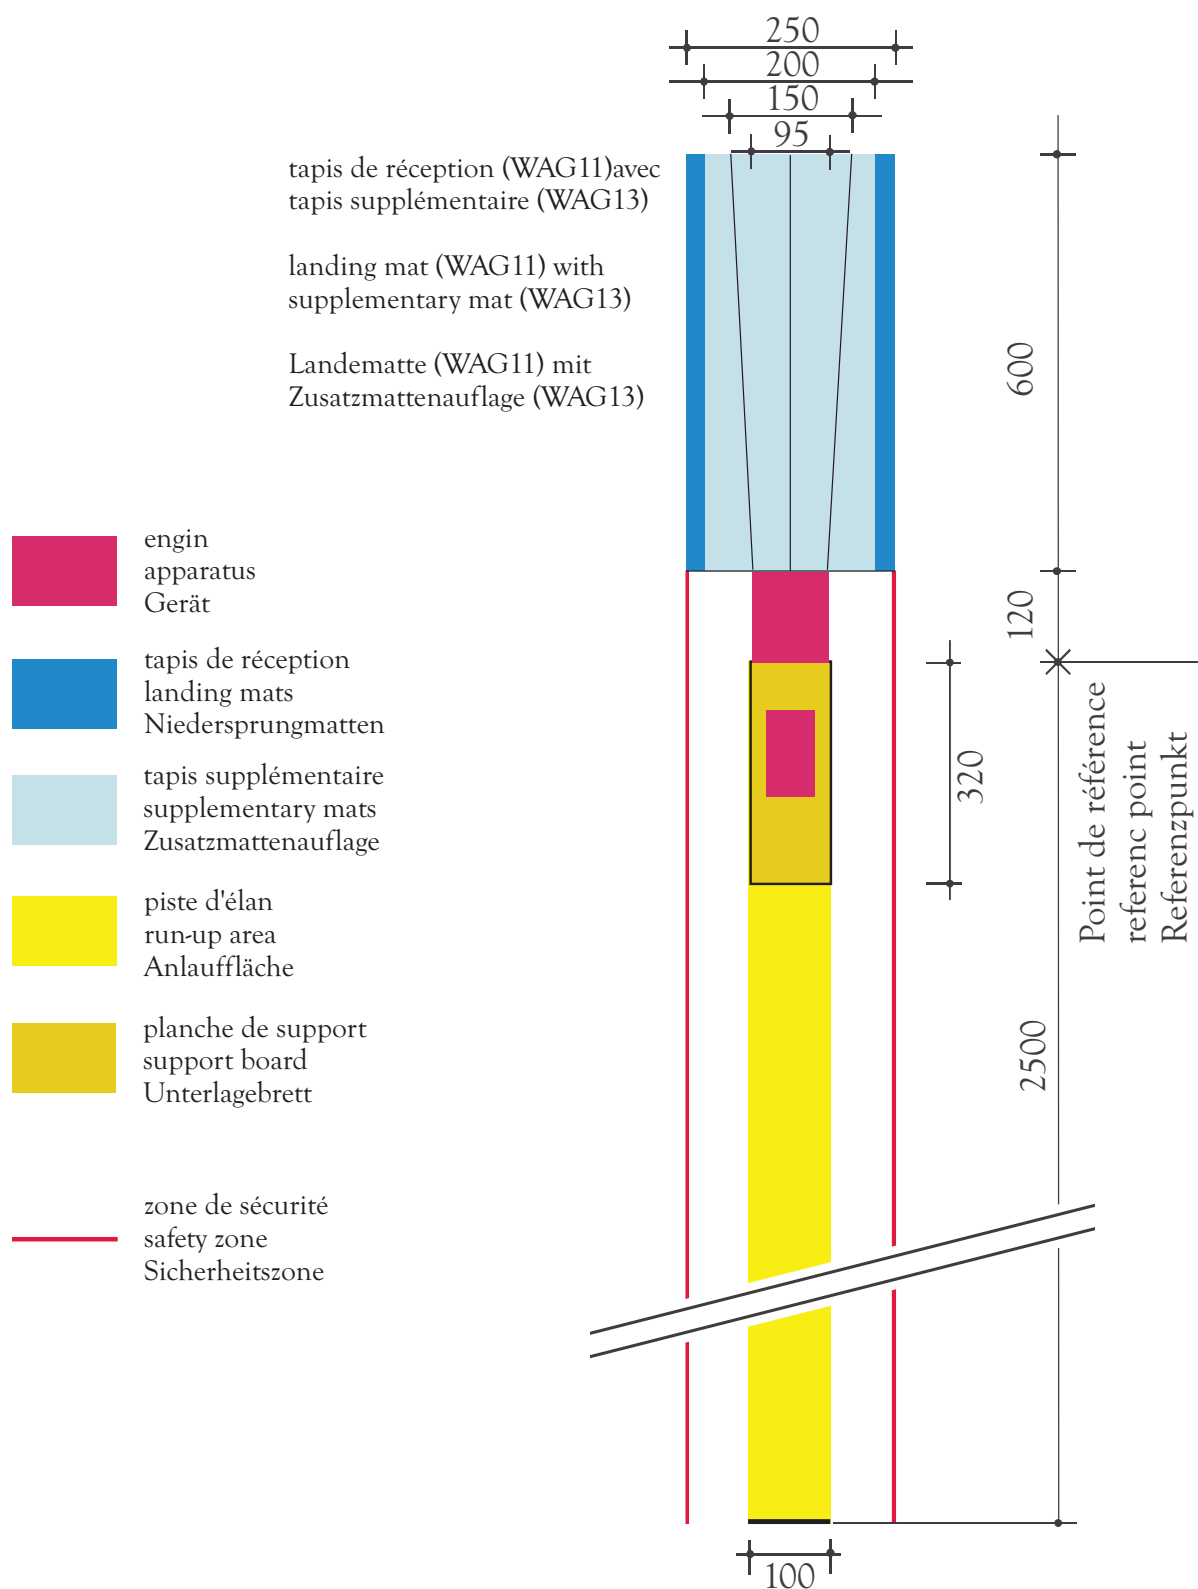 250
200
150
95
tapis de réception (WAG11)avec
tapis supplémentaire (WAG13)
landing mat (WAG11) with
supplementary mat (WAG13)
Landematte (WAG11) mit
Zusatzmattenauflage (WAG13)
600
engin
apparatus
Gerät
120
tapis de réception
landing mats
Niedersprungmatten
320
Point de référence
referenc point
Referenzpunkt
tapis supplémentaire
supplementary mats
Zusatzmattenauflage
piste d'élan
run-up area
Anlauffläche
planche de support
support board
Unterlagebrett
2500
zone de sécurité
safety zone
Sicherheitszone
100